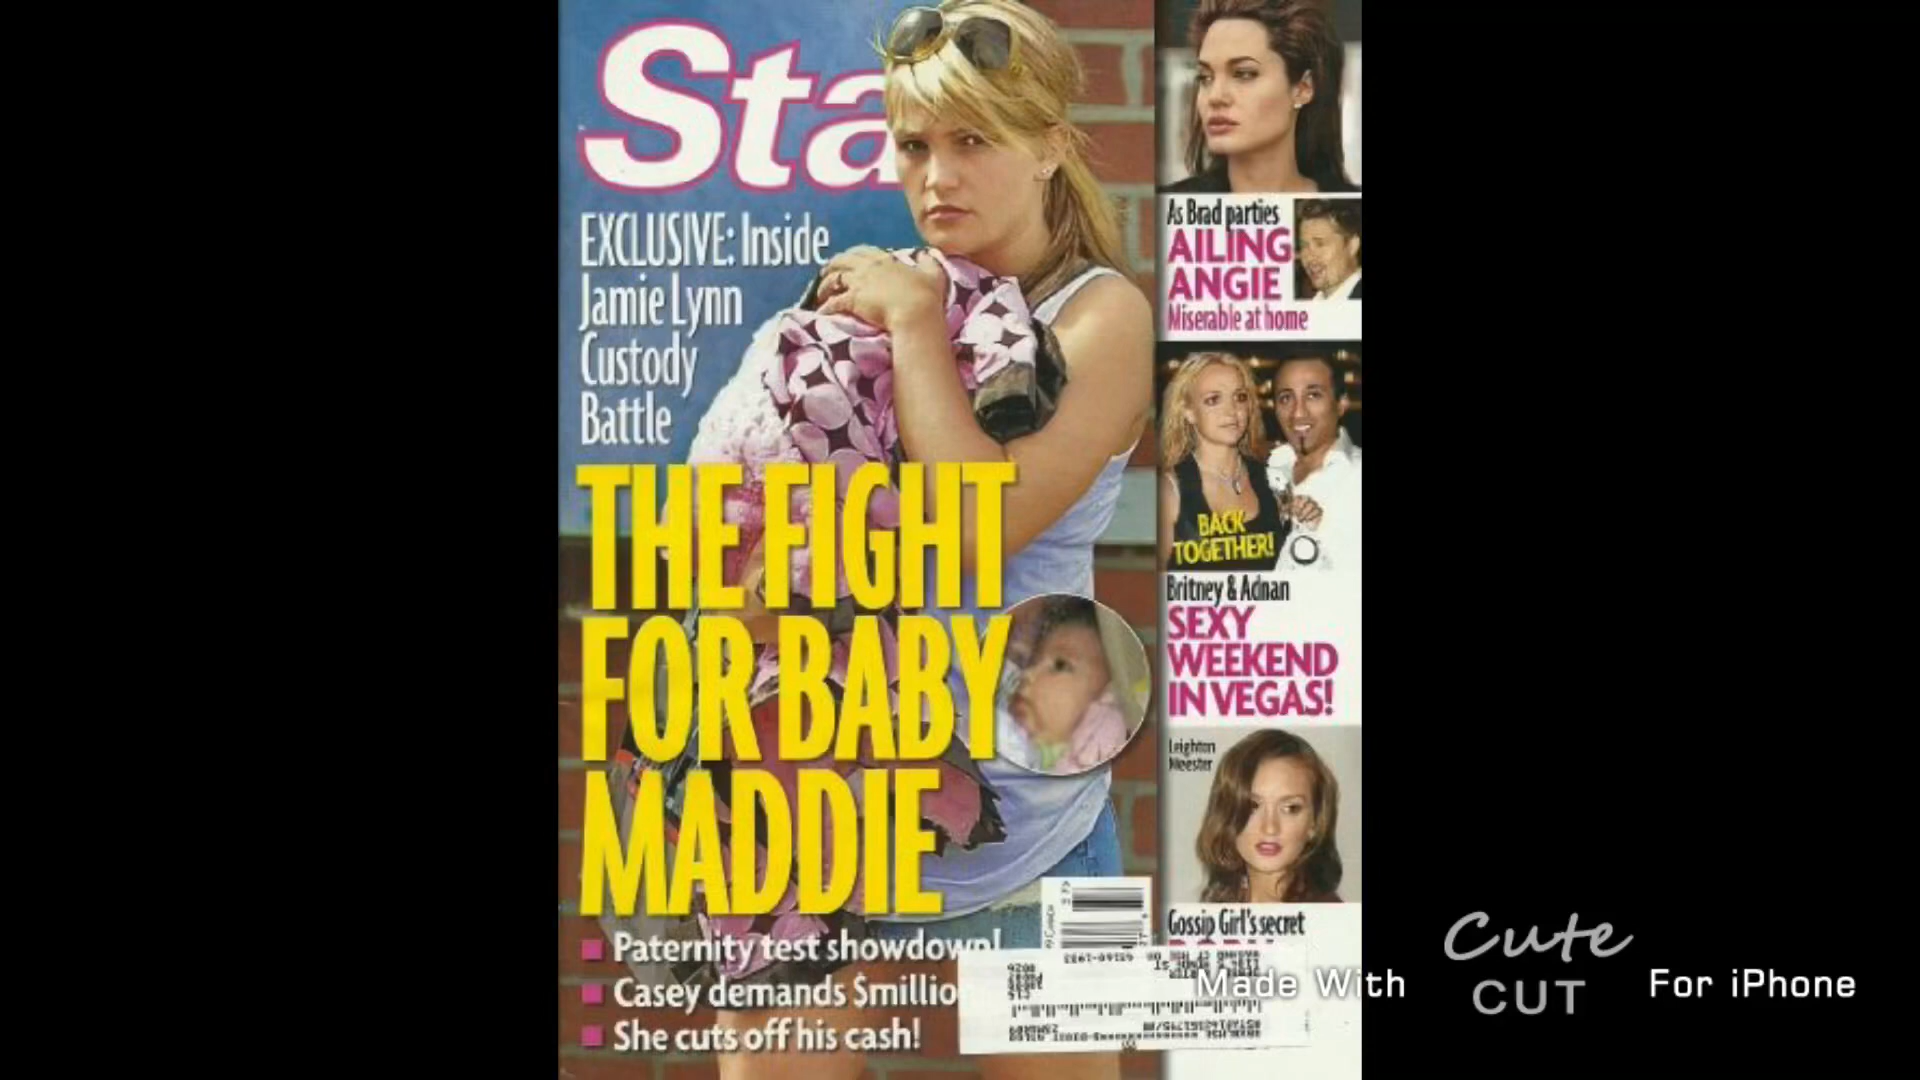 Sta
EXCLUSIVE: Inside
Jamie Lynn
Custody
Battle
THE FIGHT
FOR BABY
MADDIE
Paternity test showdown!
Casey demands $millio
She cuts off his cash!
As Brad parties
AILING
ANGIE
Miserable at home
BACK
TOGETHER!
Britney & Adnan
SEXY
WEEKEND
IN VEGAS!
Leighton
Meester
Gossip Girl's secret
Made With
Cute
CUT
For iPhone